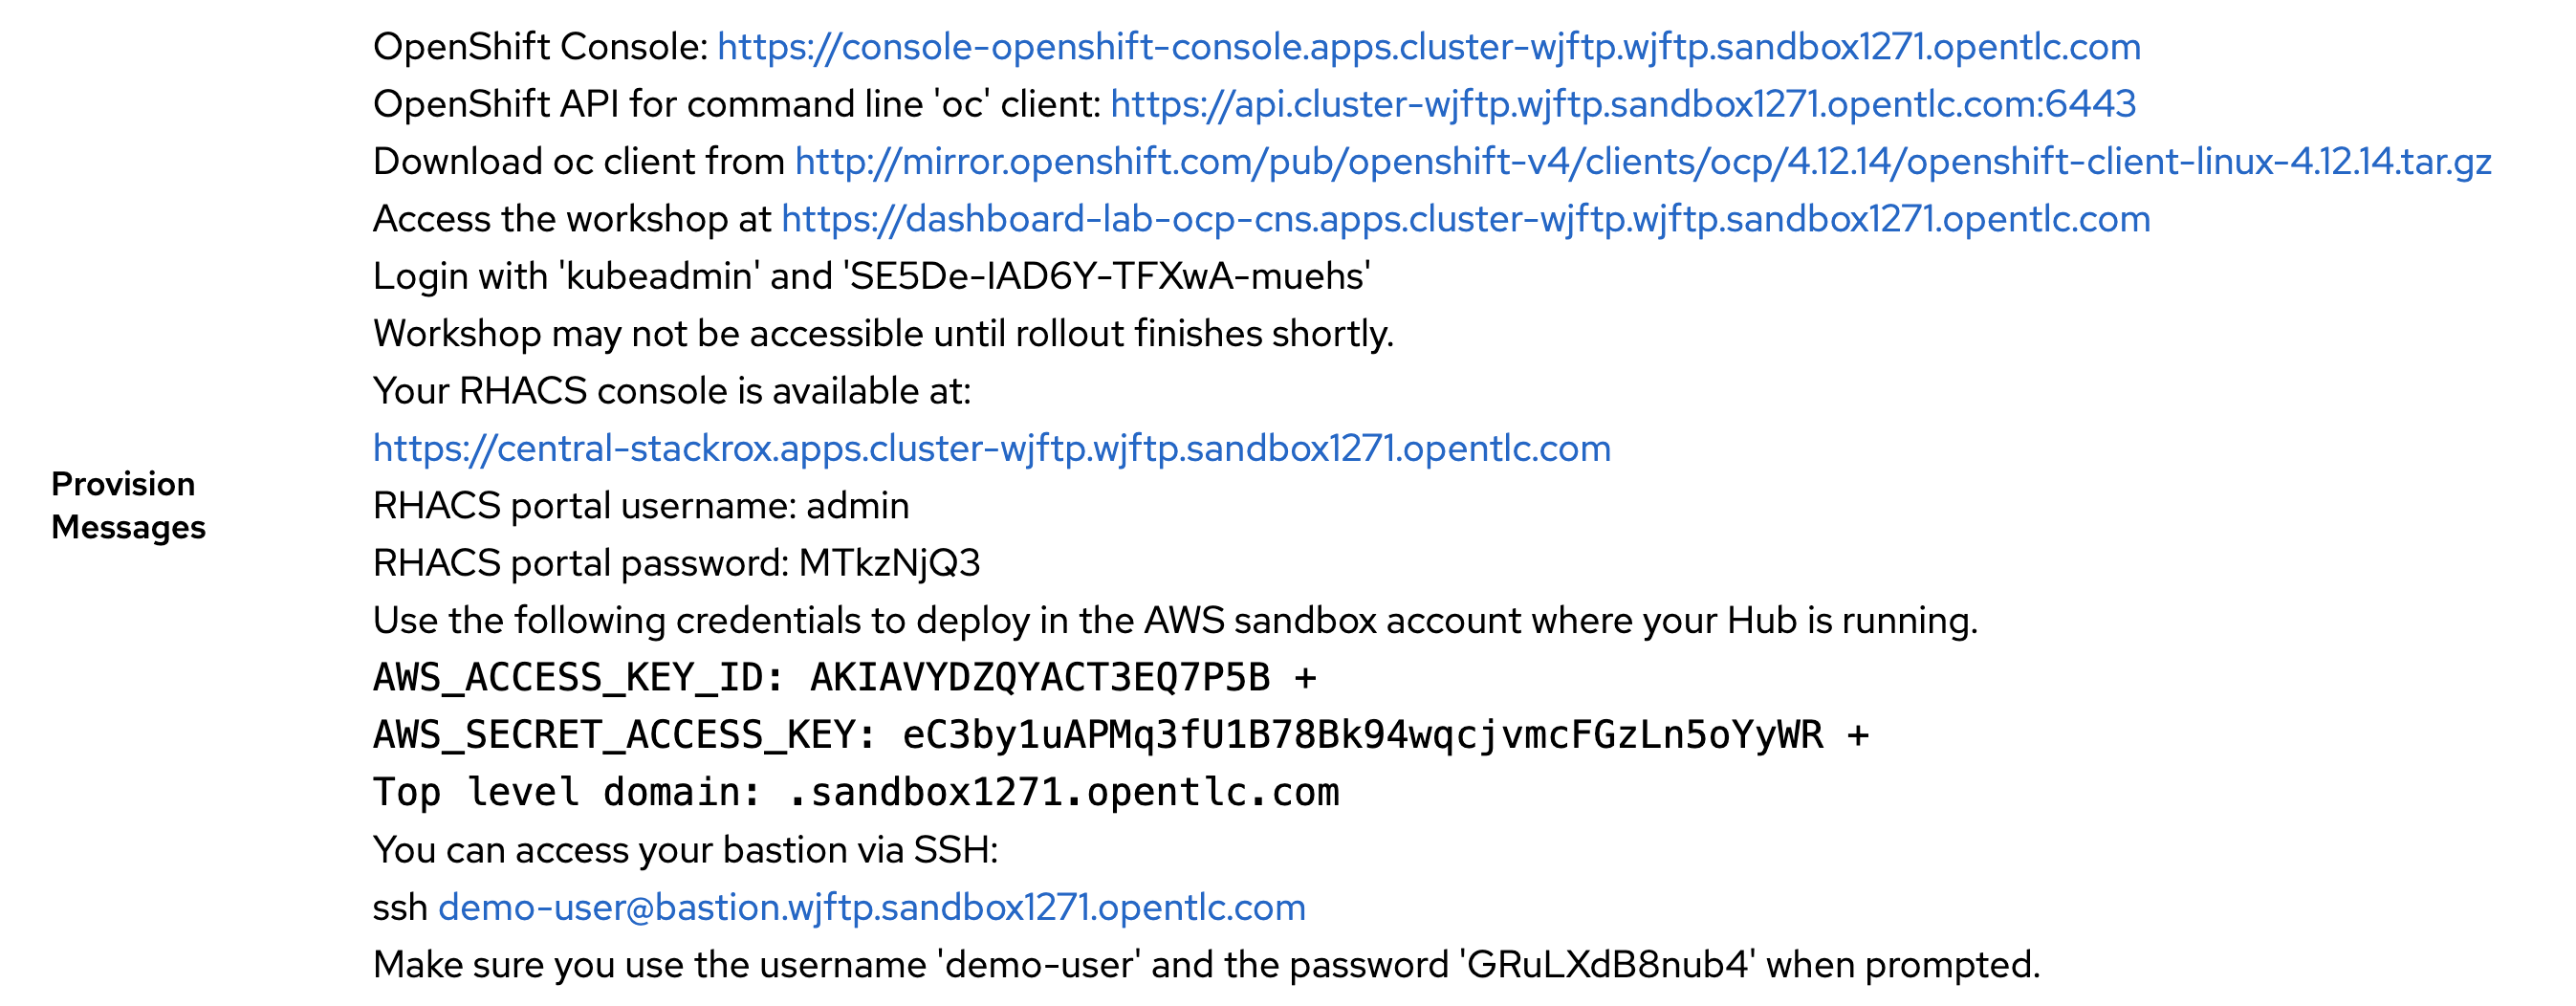 OpenShift Console: https://console-openshift-console.apps.cluster-wjftp.wjftp.sandbox1271.opentlc.com
OpenShift API for command line 'oc' client: https://api.cluster-wjftp.wjftp.sandbox1271.opentlc.com:6443
Download oc client from http://mirror.openshift.com/pub/openshift-v4/clients/ocp/4.12.14/openshift-client-linux-4.12.14.tar.gz
Access the workshop at https://dashboard-lab-ocp-cns.apps.cluster-wjftp.wjftp.sandbox1271.opentlc.com
Login with 'kubeadmin' and 'SE5De-IAD6Y-TFXwA-muehs'
Workshop may not be accessible until rollout finishes shortly.
Your RHACS console is available at:
https://central-stackrox.apps.cluster-wjftp.wjftp.sandbox1271.opentlc.com
Provision
Messages
RHACS portal username: admin
RHACS portal password: MTkzNjQ3
Use the following credentials to deploy in the AWS sandbox account where your Hub is running.
AWS_ACCESS_KEY_ID: AKIAVYDZQYACT3EQ7P5B +
AWS_SECRET_ACCESS_KEY: eC3by1uAPMq3fU1B78Bk94wqcjvmcFGzLn5oYyWR +
Top level domain: .sandbox1271.opentlc.com
You can access your bastion via SSH:
ssh demo-user@bastion.wjftp.sandbox1271.opentlc.com
Make sure you use the username 'demo-user' and the password 'GRuLXdB8nub4' when prompted.